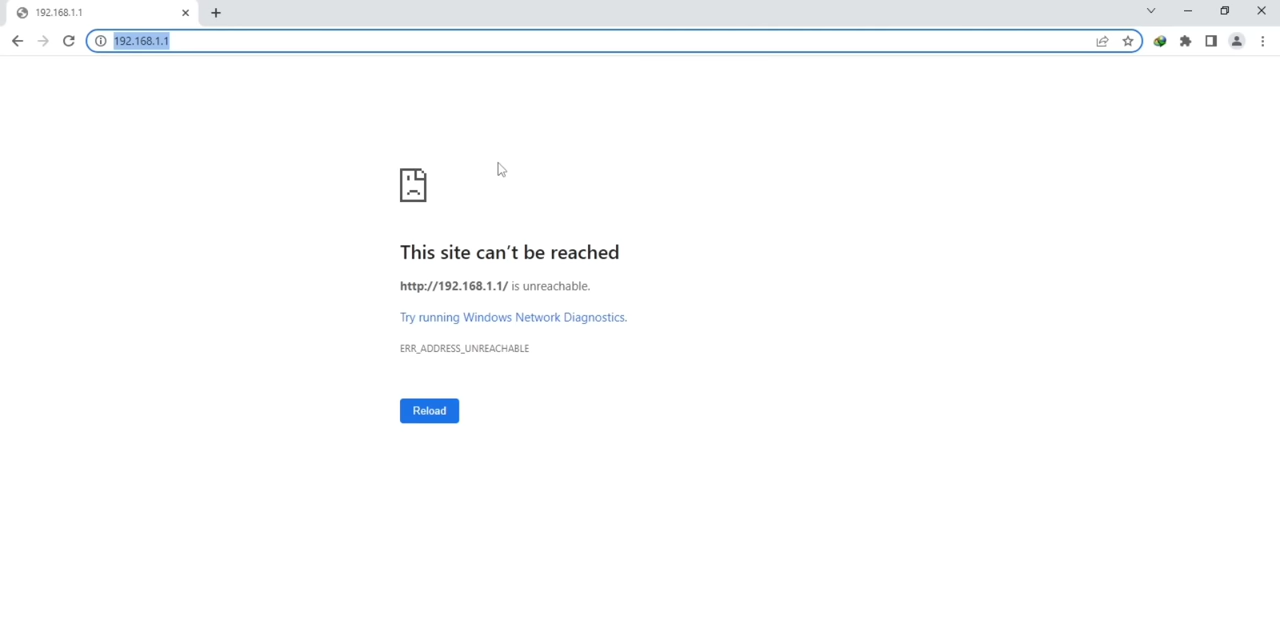 192.168.1.1
192.168.1.1
This site can't be reached
http://192.168.1.1/ is unreachable.
Try running Windows Network Diagnostics.
ERR_ADDRESS_UNREACHABLE
Reload